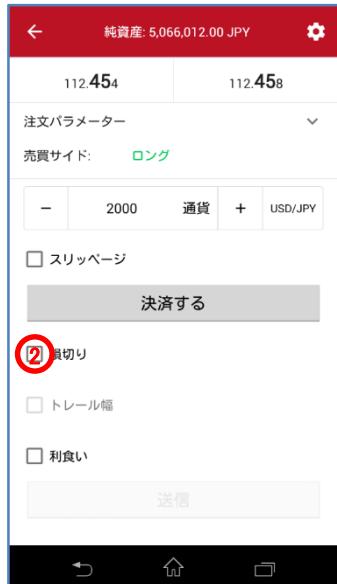 純資産: 5,066,012.00 JPY
112.454 112.458
注文パラメーター
売買サイド: ロング
− 2000 通貨 + USD/JPY
スリッページ
決済する
② 損切り
トレール幅
利食い
送信